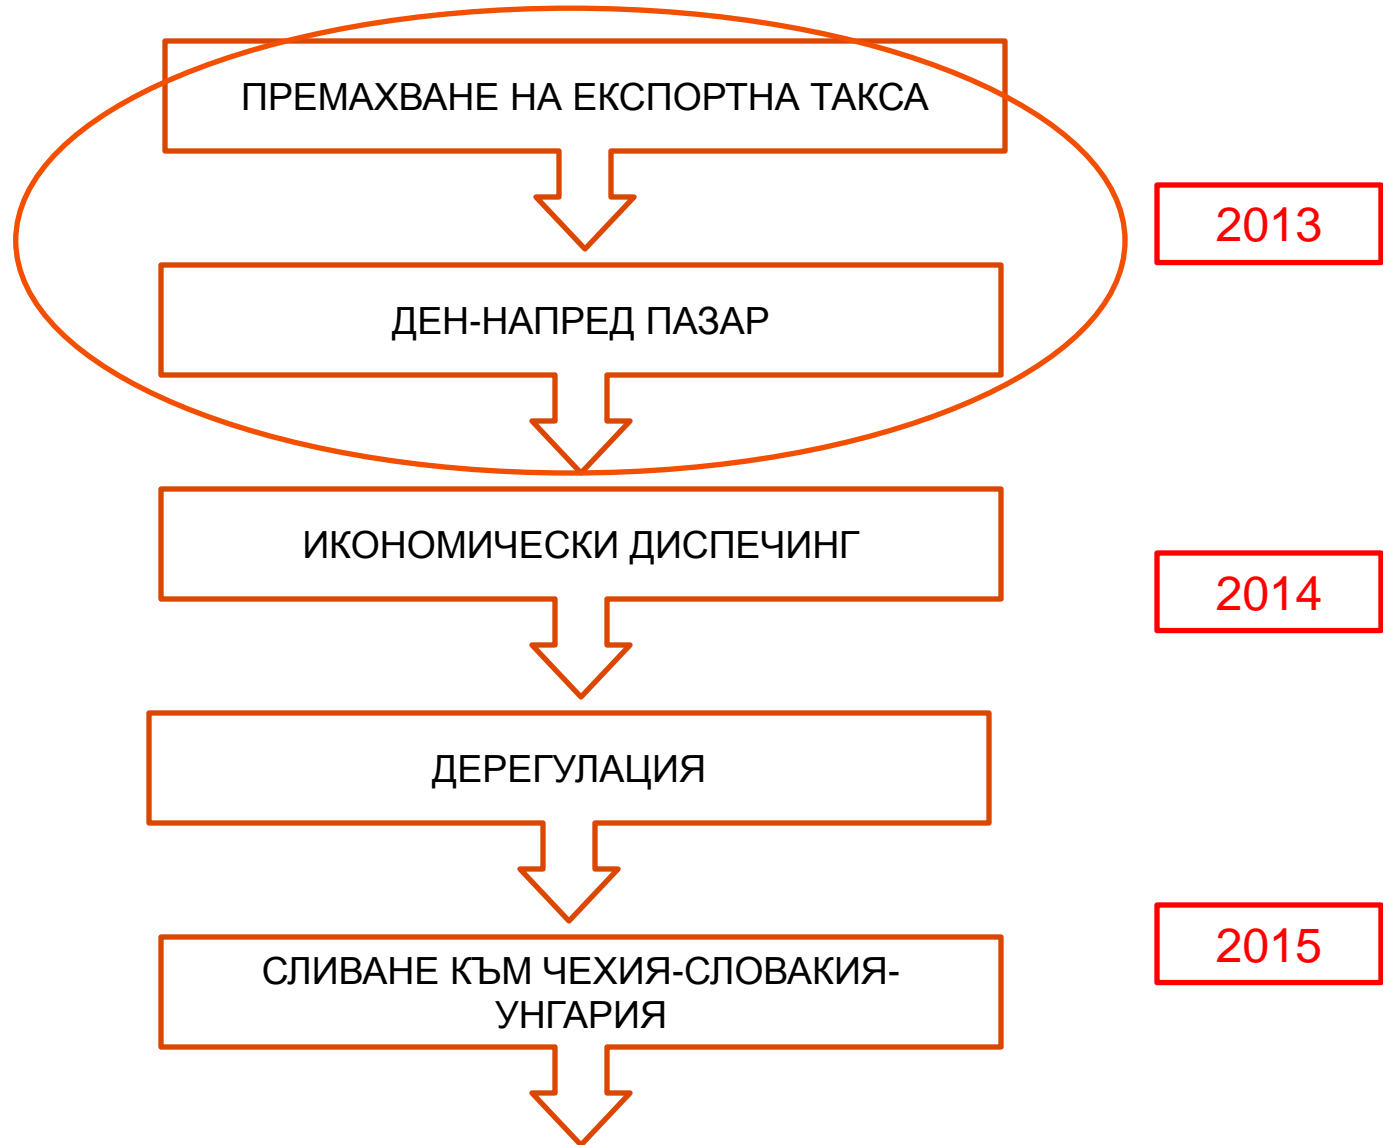 ПРЕМАХВАНЕ НА ЕКСПОРТНА ТАКСА
2013
ДЕН-НАПРЕД ПАЗАР
ИКОНОМИЧЕСКИ ДИСПЕЧИНГ
2014
ДЕРЕГУЛАЦИЯ
2015
СЛИВАНЕ КЪМ ЧЕХИЯ-СЛОВАКИЯ-
УНГАРИЯ